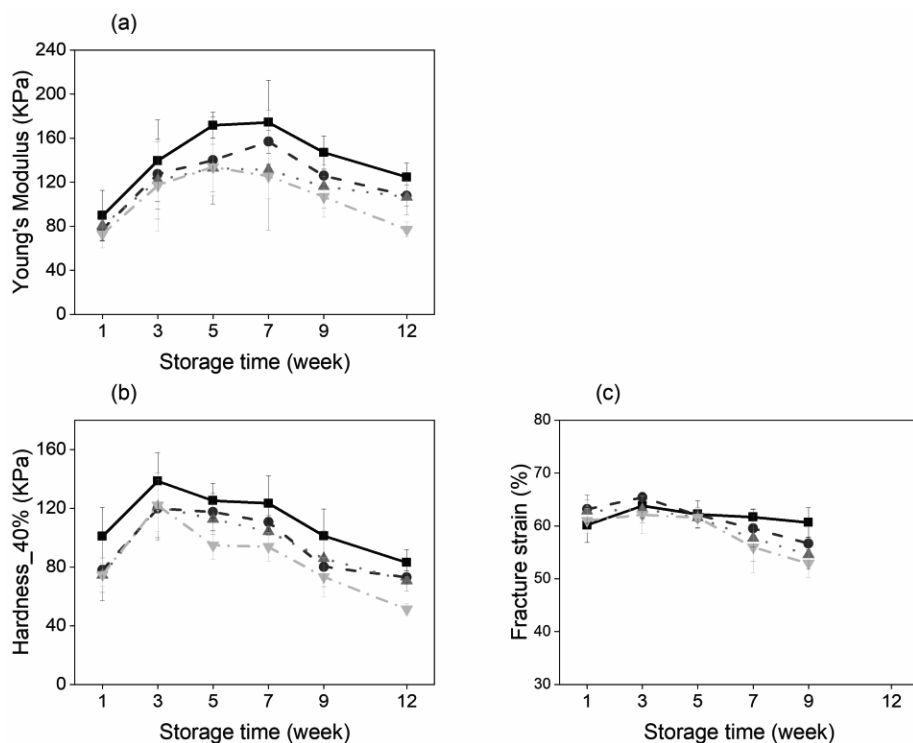 (a)
240
200
160
120
80
40
0
Young's Modulus (KPa)
1 3 5 7 9 12
Storage time (week)
(b)
160
120
80
40
0
Hardness_40% (KPa)
1 3 5 7 9 12
Storage time (week)
(c)
80
70
60
50
40
30
Fracture strain (%)
1 3 5 7 9 12
Storage time (week)